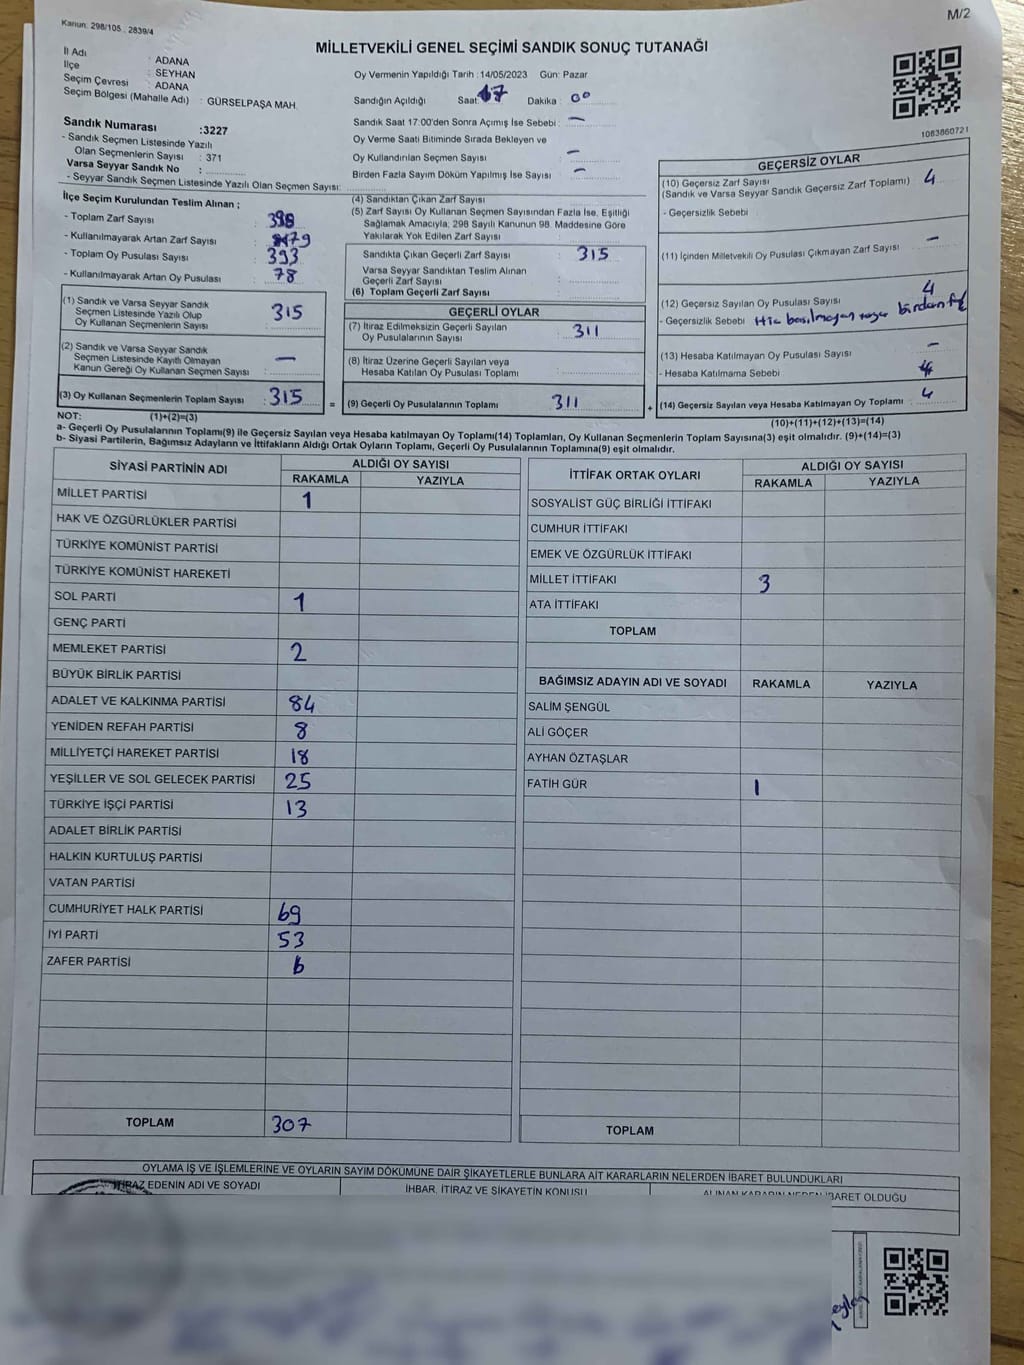 Kanun: 298/105 2839/4
M/2
MİLLETVEKİLİ GENEL SEÇİMİ SANDIK SONUÇ TUTANAĞI
İl Adı : ADANA
İlçe : SEYHAN
Seçim Çevresi : ADANA
Seçim Bölgesi (Mahalle Adı) : GÜRSELPAŞA MAH.
Sandık Numarası :3227
- Sandık Seçmen Listesinde Yazılı
Olan Seçmenlerin Sayısı : 371
Varsa Seyyar Sandık No :
- Seyyar Sandık Seçmen Listesinde Yazılı Olan Seçmen Sayısı:
Oy Vermenin Yapıldığı Tarih : 14/05/2023 Gün: Pazar
Sandığın Açıldığı Saat: 17 Dakika : 00
Sandık Saat 17:00'den Sonra Açımış İse Sebebi : —
Oy Verme Saati Bitiminde Sırada Bekleyen ve
Oy Kullandırılan Seçmen Sayısı : —
Birden Fazla Sayım Döküm Yapılmış İse Sayısı : —
1083860721
İlçe Seçim Kurulundan Teslim Alınan ;
- Toplam Zarf Sayısı :
- Kullanılmayarak Artan Zarf Sayısı : 79
- Toplam Oy Pusulası Sayısı : 393
- Kullanılmayarak Artan Oy Pusulası : 78
(1) Sandık ve Varsa Seyyar Sandık
Seçmen Listesinde Yazılı Olup
Oy Kullanan Seçmenlerin Sayısı : 315
(2) Sandık ve Varsa Seyyar Sandık
Seçmen Listesinde Kayıtlı Olmayan
Kanun Gereği Oy Kullanan Seçmen Sayısı : —
(3) Oy Kullanan Seçmenlerin Toplam Sayısı : 315 =
(4) Sandıktan Çıkan Zarf Sayısı :
(5) Zarf Sayısı Oy Kullanan Seçmen Sayısından Fazla İse, Eşitliği
Sağlamak Amacıyla, 298 Sayılı Kanunun 98. Maddesine Göre
Yakılarak Yok Edilen Zarf Sayısı :
Sandıkta Çıkan Geçerli Zarf Sayısı : 315
Varsa Seyyar Sandıktan Teslim Alınan
Geçerli Zarf Sayısı :
(6) Toplam Geçerli Zarf Sayısı :
GEÇERLİ OYLAR
(7) İtiraz Edilmeksizin Geçerli Sayılan
Oy Pusulalarının Sayısı : 311
(8) İtiraz Üzerine Geçerli Sayılan veya
Hesaba Katılan Oy Pusulası Toplamı :
(9) Geçerli Oy Pusulalarının Toplamı : 311 +
GEÇERSİZ OYLAR
(10) Geçersiz Zarf Sayısı
(Sandık ve Varsa Seyyar Sandık Geçersiz Zarf Toplamı) : 4
- Geçersizlik Sebebi :
(11) İçinden Milletvekili Oy Pusulası Çıkmayan Zarf Sayısı : —
(12) Geçersiz Sayılan Oy Pusulası Sayısı : 4
- Geçersizlik Sebebi : Hiç basılmayan veya birden
(13) Hesaba Katılmayan Oy Pusulası Sayısı : —
- Hesaba Katılmama Sebebi :
(14) Geçersiz Sayılan veya Hesaba Katılmayan Oy Toplamı : 4
NOT: (1)+(2)=(3)
(10)+(11)+(12)+(13)=(14)
a- Geçerli Oy Pusulalarının Toplamı(9) ile Geçersiz Sayılan veya Hesaba katılmayan Oy Toplamı(14) Toplamları, Oy Kullanan Seçmenlerin Toplam Sayısına(3) eşit olmalıdır. (9)+(14)=(3)
b- Siyasi Partilerin, Bağımsız Adayların ve İttifakların Aldığı Ortak Oyların Toplamı, Geçerli Oy Pusulalarının Toplamına(9) eşit olmalıdır.
SİYASİ PARTİNİN ADI ALDIĞI OY SAYISI
RAKAMLA YAZIYLA
MİLLET PARTİSİ 1
HAK VE ÖZGÜRLÜKLER PARTİSİ
TÜRKİYE KOMÜNİST PARTİSİ
TÜRKİYE KOMÜNİST HAREKETİ
SOL PARTİ 1
GENÇ PARTİ
MEMLEKET PARTİSİ 2
BÜYÜK BİRLİK PARTİSİ
ADALET VE KALKINMA PARTİSİ 84
YENİDEN REFAH PARTİSİ 8
MİLLİYETÇİ HAREKET PARTİSİ 18
YEŞİLLER VE SOL GELECEK PARTİSİ 25
TÜRKİYE İŞÇİ PARTİSİ 13
ADALET BİRLİK PARTİSİ
HALKIN KURTULUŞ PARTİSİ
VATAN PARTİSİ
CUMHURİYET HALK PARTİSİ 69
İYİ PARTİ 53
ZAFER PARTİSİ 6
TOPLAM 307
İTTİFAK ORTAK OYLARI ALDIĞI OY SAYISI
RAKAMLA YAZIYLA
SOSYALİST GÜÇ BİRLİĞİ İTTİFAKI
CUMHUR İTTİFAKI
EMEK VE ÖZGÜRLÜK İTTİFAKI
MİLLET İTTİFAKI 3
ATA İTTİFAKI
TOPLAM
BAĞIMSIZ ADAYIN ADI VE SOYADI RAKAMLA YAZIYLA
SALİM ŞENGÜL
ALİ GÖÇER
AYHAN ÖZTAŞLAR
FATİH GÜR 1
TOPLAM
OYLAMA İŞ VE İŞLEMLERİNE VE OYLARIN SAYIM DÖKÜMÜNE DAİR ŞİKAYETLERLE BUNLARA AİT KARARLARIN NELERDEN İBARET BULUNDUKLARI
İTİRAZ EDENİN ADI VE SOYADI İHBAR, İTİRAZ VE ŞİKAYETİN KONUSU ALINAN KARARIN NEDEN İBARET OLDUĞU